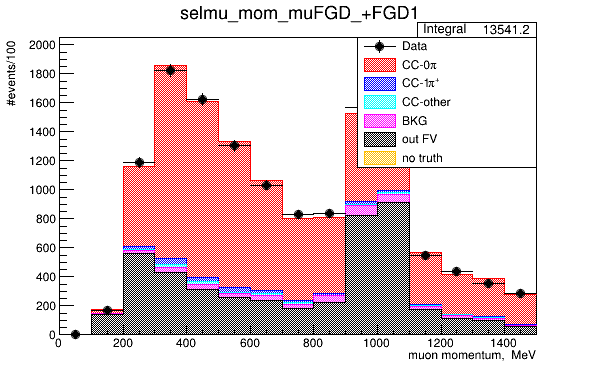 selmu_mom_muFGD_+FGD1
Integral 13541.2
Data
CC-0π
CC-1π⁺
CC-other
BKG
out FV
no truth
#events/100
2000
1800
1600
1400
1200
1000
800
600
400
200
0
0 200 400 600 800 1000 1200 1400
muon momentum, MeV